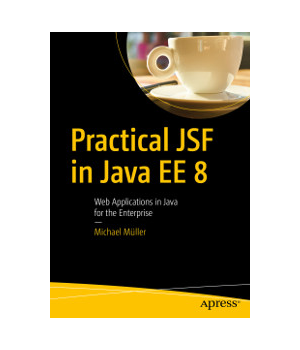 Practical JSF
in Java EE 8
Web Applications in Java
for the Enterprise
—
Michael Müller
Apress®